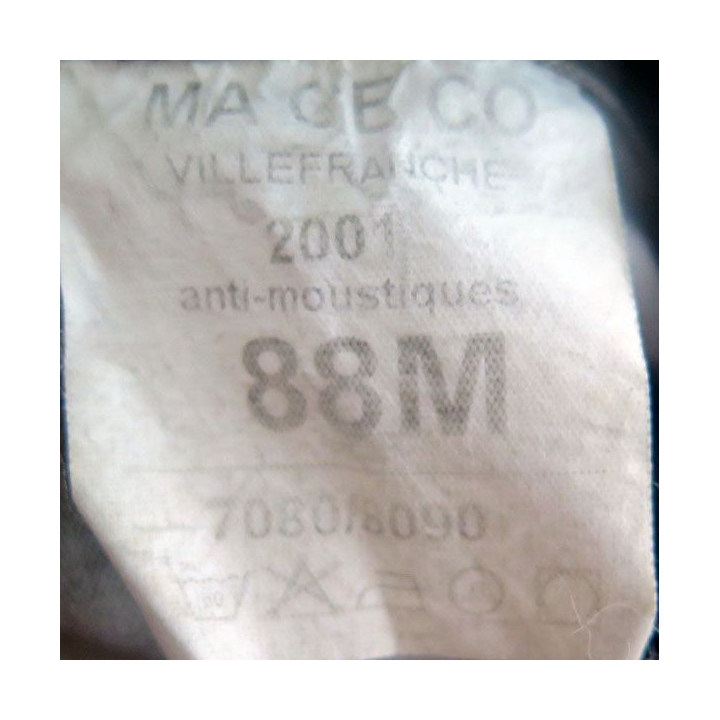 MA GE CO
VILLEFRANCHE
2001
anti-moustiques
88M
7080/8090